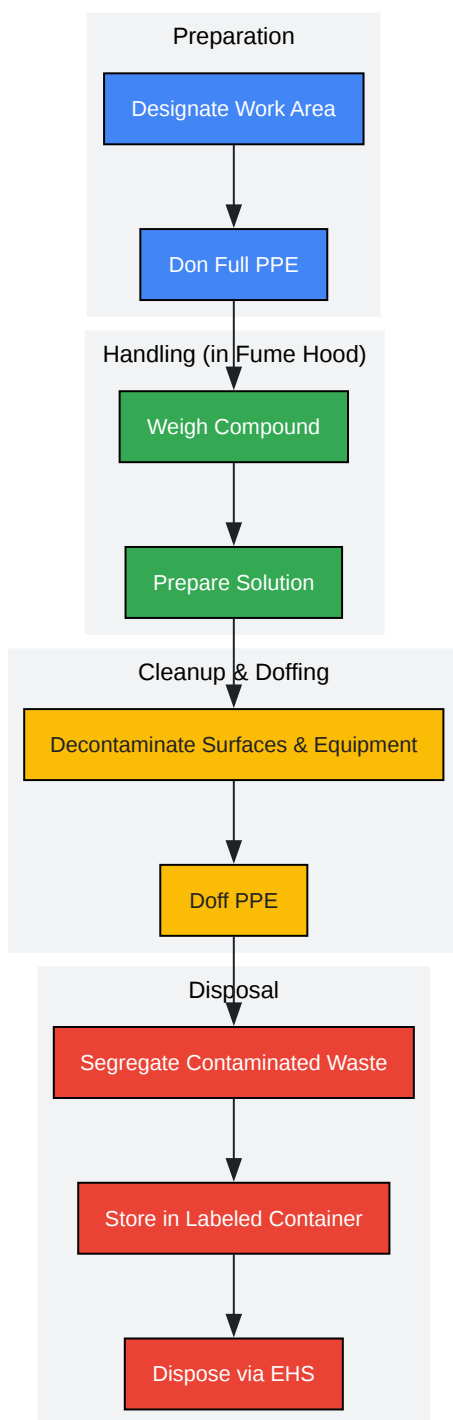 Preparation
Designate Work Area
Don Full PPE
Handling (in Fume Hood)
Weigh Compound
Prepare Solution
Cleanup & Doffing
Decontaminate Surfaces & Equipment
Doff PPE
Disposal
Segregate Contaminated Waste
Store in Labeled Container
Dispose via EHS